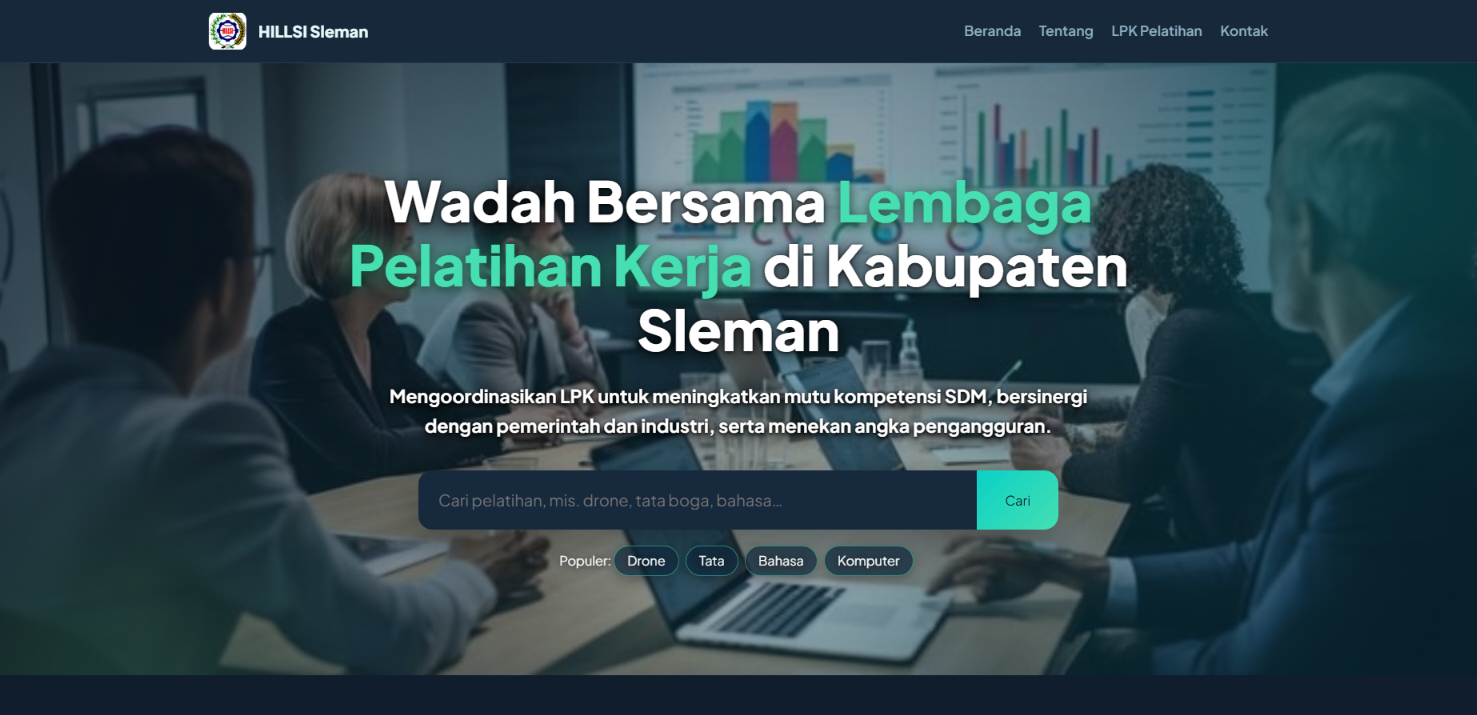 HILLSI Sleman
Beranda
Tentang
LPK Pelatihan
Kontak
Wadah Bersama Lembaga
Pelatihan Kerja di Kabupaten
Sleman
Mengoordinasikan LPK untuk meningkatkan mutu kompetensi SDM, bersinergi
dengan pemerintah dan industri, serta menekan angka pengangguran.
Cari pelatihan, mis. drone, tata boga, bahasa...
Cari
Populer:
Drone
Tata
Bahasa
Komputer